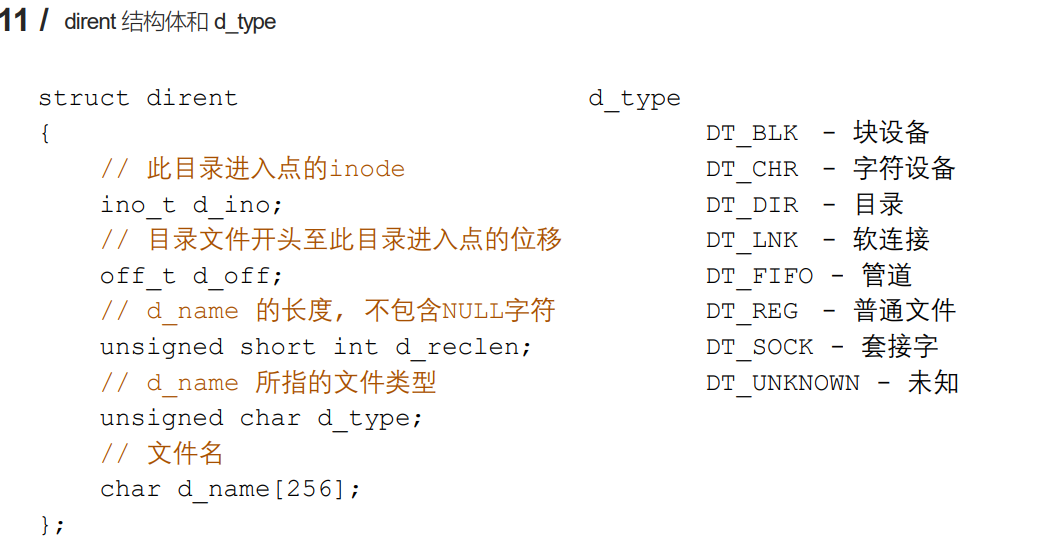 11 / dirent 结构体和 d_type
struct dirent
{
// 此目录进入点的inode
ino_t d_ino;
// 目录文件开头至此目录进入点的位移
off_t d_off;
// d_name 的长度, 不包含NULL字符
unsigned short int d_reclen;
// d_name 所指的文件类型
unsigned char d_type;
// 文件名
char d_name[256];
};
d_type
DT_BLK - 块设备
DT_CHR - 字符设备
DT_DIR - 目录
DT_LNK - 软连接
DT_FIFO - 管道
DT_REG - 普通文件
DT_SOCK - 套接字
DT_UNKNOWN - 未知